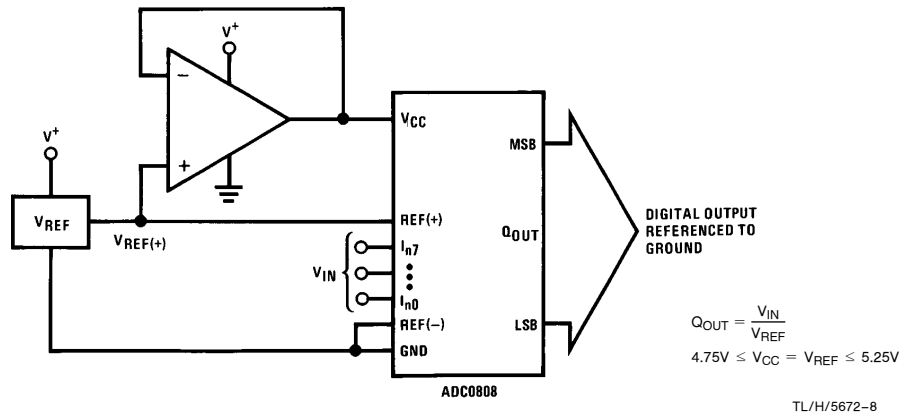 V+
−
V+
+
VCC
MSB
VREF
VREF(+)
REF(+)
QOUT
DIGITAL OUTPUT
REFERENCED TO
GROUND
VIN
In7
In0
REF(−)
GND
LSB
QOUT = VIN / VREF
4.75V ≤ VCC = VREF ≤ 5.25V
ADC0808
TL/H/5672–8